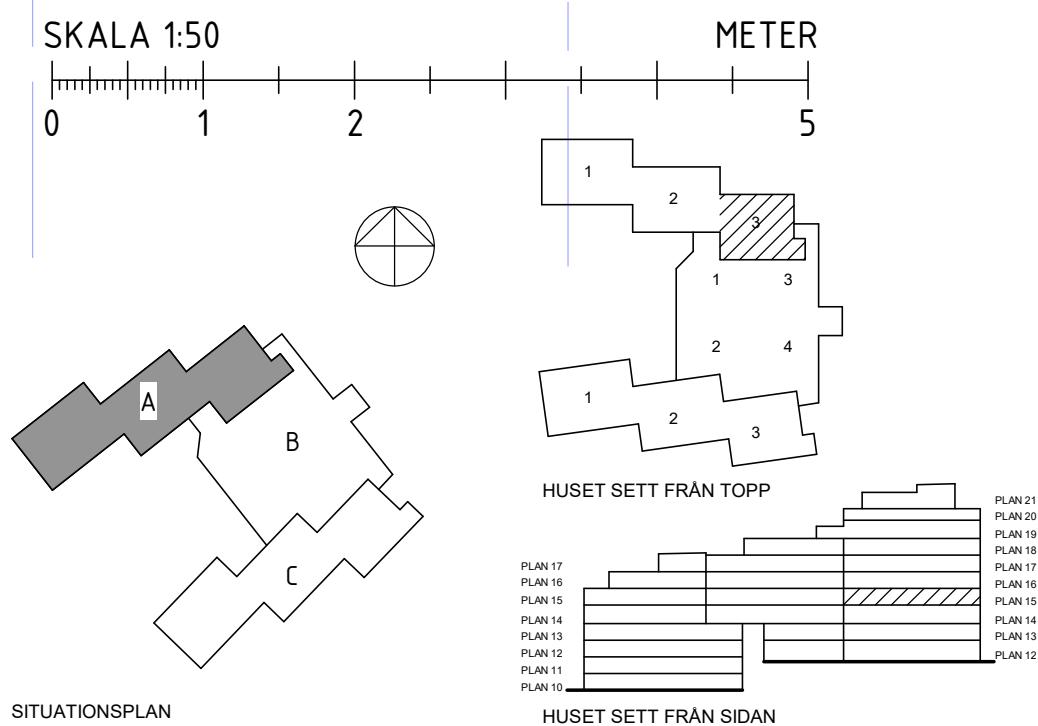 SKALA 1:50 METER
0 1 2 5
1
2
3
1 3
2 4
1
2
3
A
B
C
HUSET SETT FRÅN TOPP
PLAN 21
PLAN 20
PLAN 19
PLAN 18
PLAN 17
PLAN 16
PLAN 15
PLAN 14
PLAN 13
PLAN 12
PLAN 17
PLAN 16
PLAN 15
PLAN 14
PLAN 13
PLAN 12
PLAN 11
PLAN 10
SITUATIONSPLAN
HUSET SETT FRÅN SIDAN